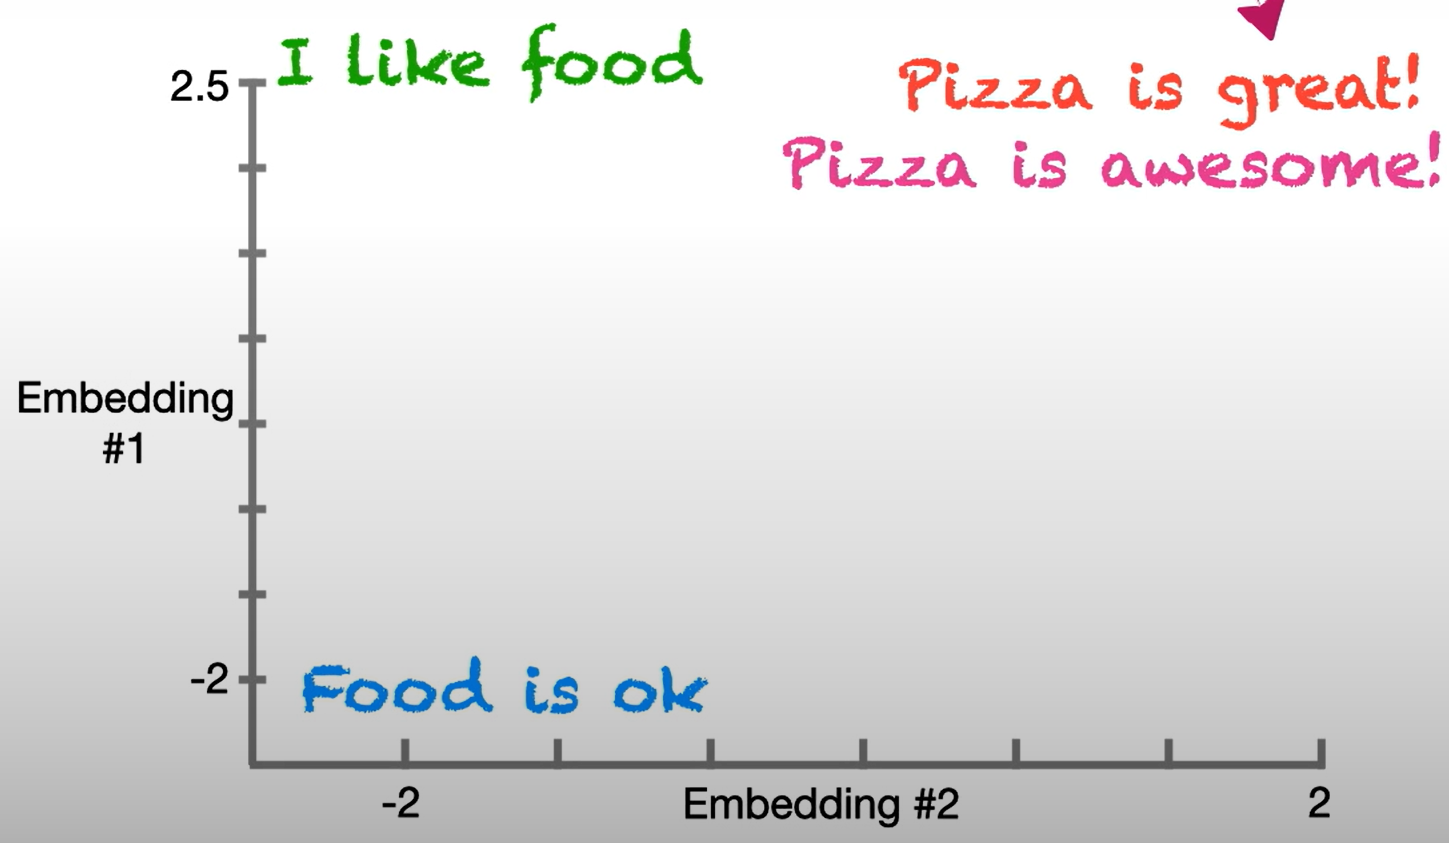 I like food
2.5
Pizza is great!
Pizza is awesome!
Embedding
#1
-2
Food is ok
-2
Embedding #2
2